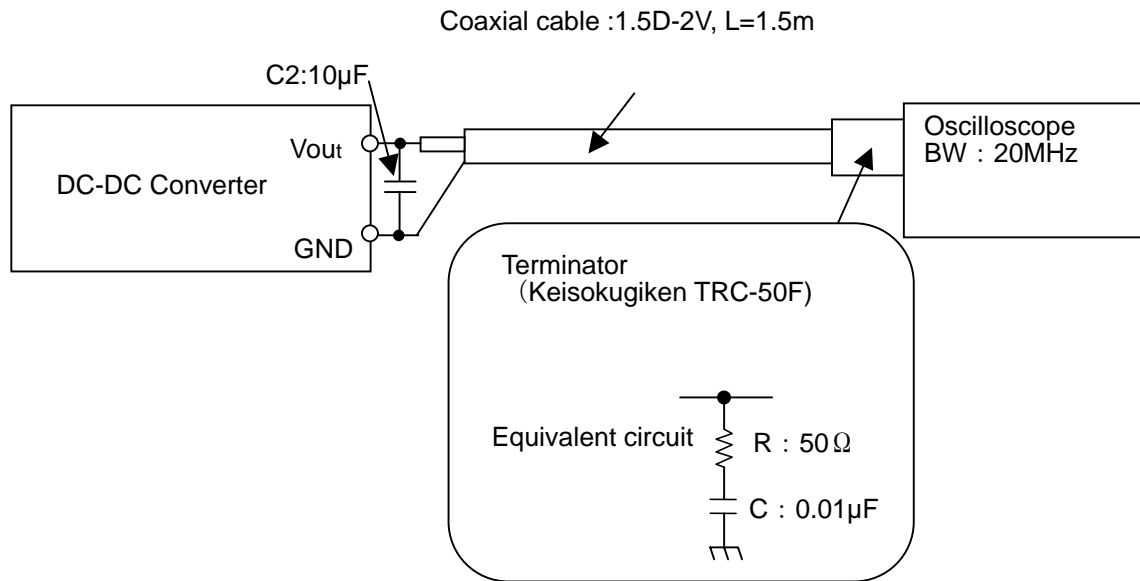 Coaxial cable :1.5D-2V, L=1.5m
C2:10µF
Vout
DC-DC Converter
GND
Oscilloscope
BW：20MHz
Terminator
（Keisokugiken TRC-50F)
Equivalent circuit
R：50Ω
C：0.01µF